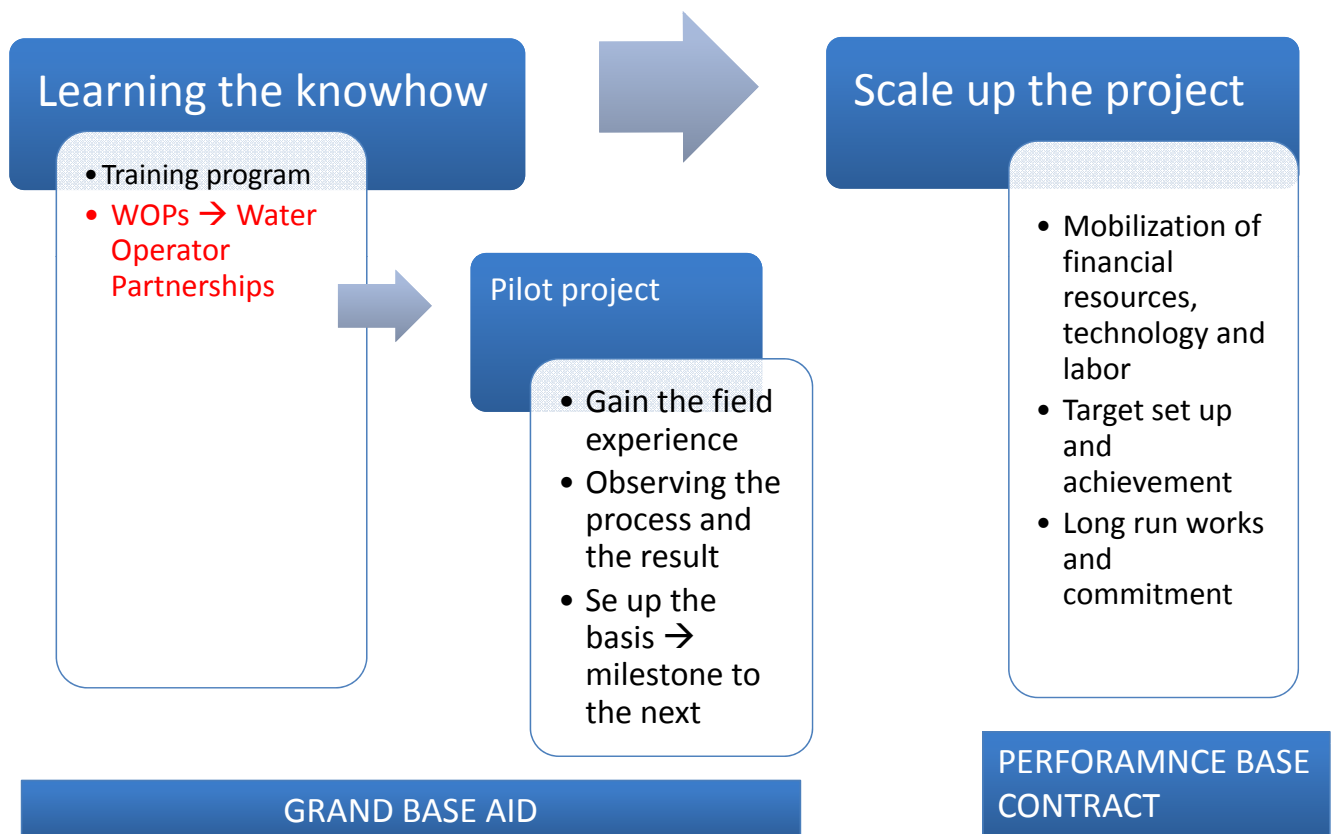 Learning the knowhow
• Training program
• WOPs → Water
Operator
Partnerships
Pilot project
• Gain the field
experience
• Observing the
process and
the result
• Se up the
basis →
milestone to
the next
Scale up the project
• Mobilization of
financial
resources,
technology and
labor
• Target set up
and
achievement
• Long run works
and
commitment
GRAND BASE AID
PERFORAMNCE BASE
CONTRACT